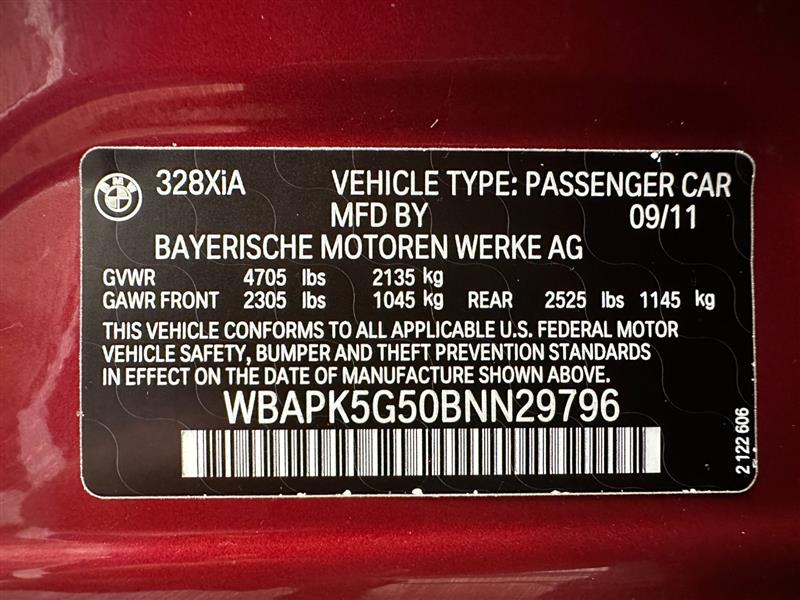 BMW
328XiA VEHICLE TYPE: PASSENGER CAR
MFD BY 09/11
BAYERISCHE MOTOREN WERKE AG
GVWR 4705 lbs 2135 kg
GAWR FRONT 2305 lbs 1045 kg REAR 2525 lbs 1145 kg
THIS VEHICLE CONFORMS TO ALL APPLICABLE U.S. FEDERAL MOTOR
VEHICLE SAFETY, BUMPER AND THEFT PREVENTION STANDARDS
IN EFFECT ON THE DATE OF MANUFACTURE SHOWN ABOVE.
WBAPK5G50BNN29796
2 122 606